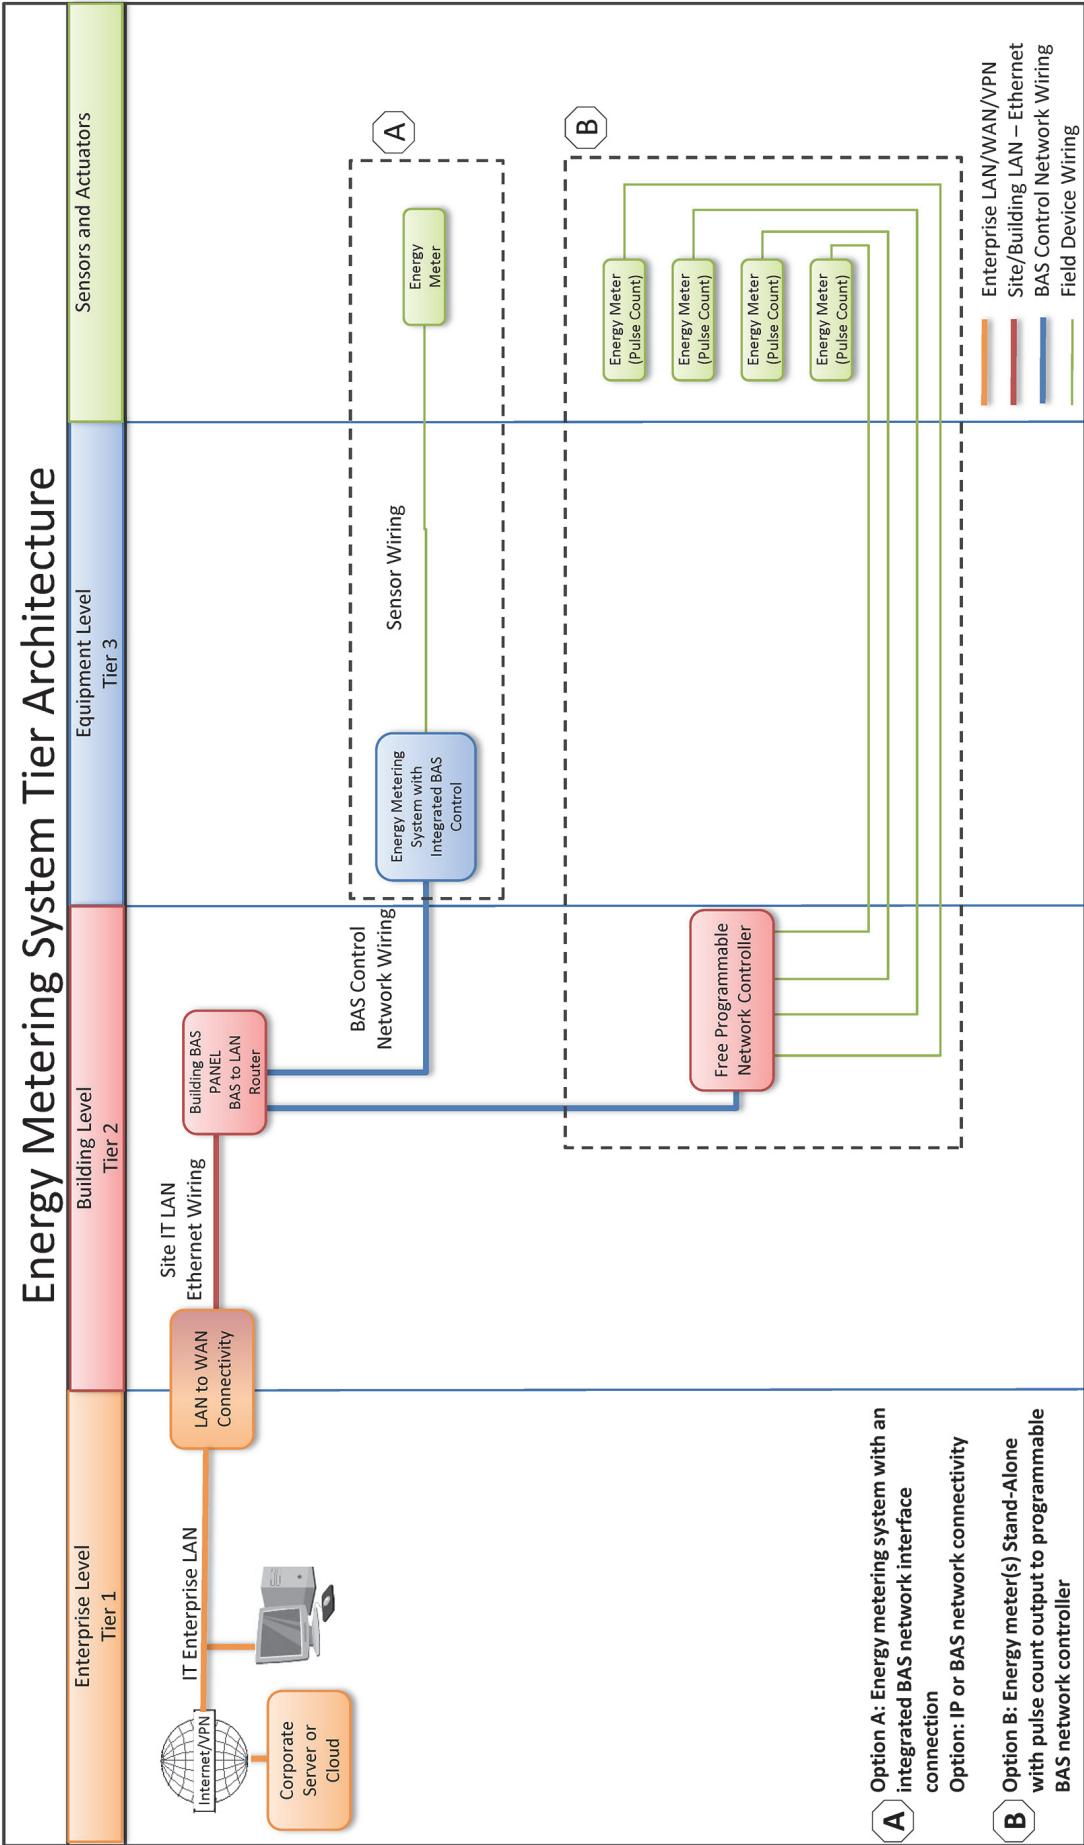 Energy Metering System Tier Architecture
Enterprise Level
Tier 1
Building Level
Tier 2
Equipment Level
Tier 3
Sensors and Actuators
Internet/VPN
IT Enterprise LAN
Corporate
Server or
Cloud
LAN to WAN
Connectivity
Site IT LAN
Ethernet Wiring
Building BAS
PANEL
BAS to LAN
Router
BAS Control
Network Wiring
Energy Metering
System with
Integrated BAS
Control
Sensor Wiring
Energy
Meter
A
B
Free Programmable
Network Controller
Energy Meter
(Pulse Count)
Energy Meter
(Pulse Count)
Energy Meter
(Pulse Count)
Energy Meter
(Pulse Count)
A
Option A: Energy metering system with an
integrated BAS network interface
connection
Option: IP or BAS network connectivity
B
Option B: Energy meter(s) Stand-Alone
with pulse count output to programmable
BAS network controller
Enterprise LAN/WAN/VPN
Site/Building LAN – Ethernet
BAS Control Network Wiring
Field Device Wiring